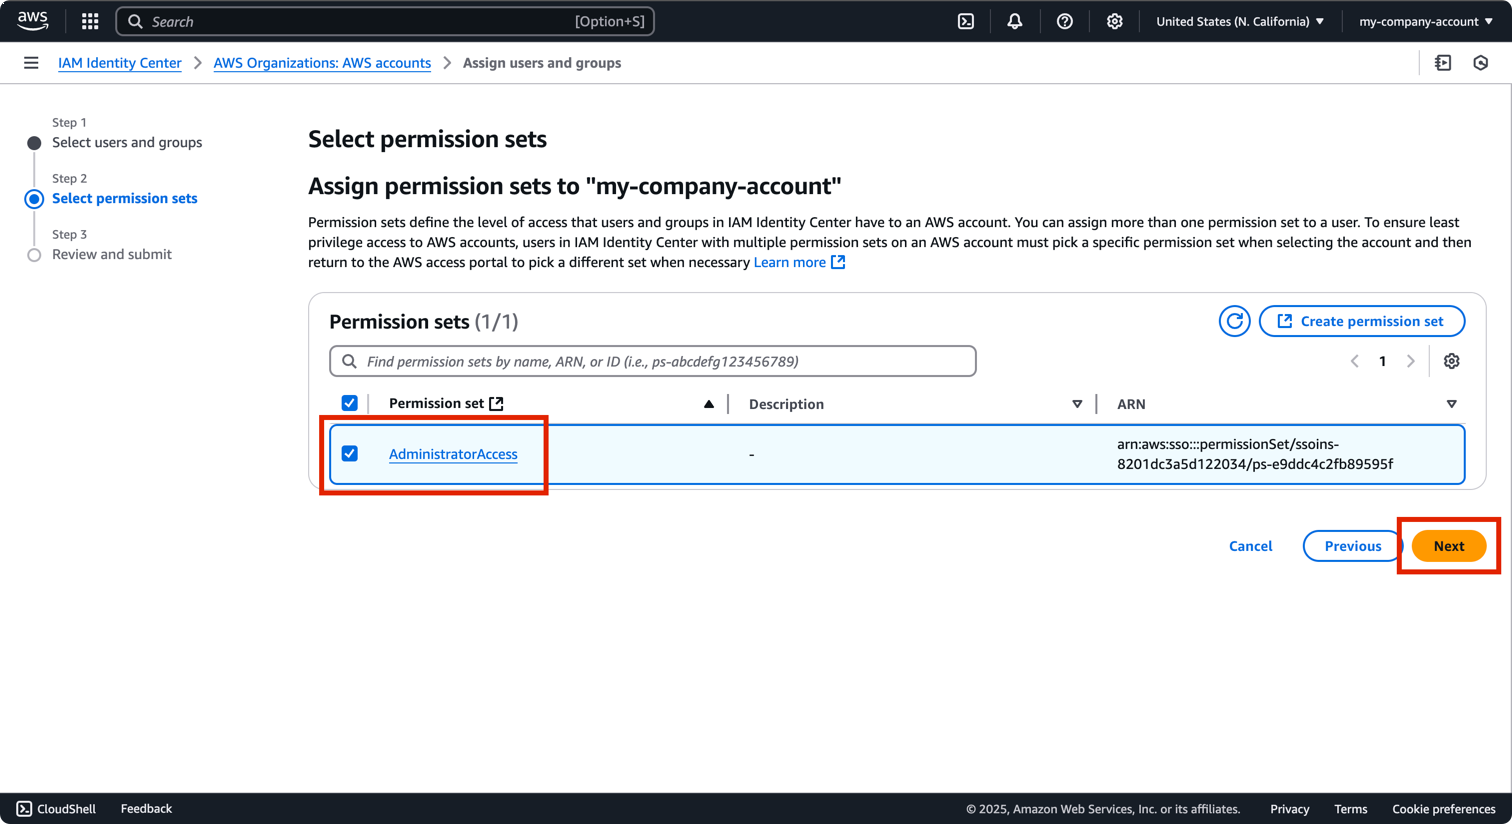 aws
Search
[Option+S]
United States (N. California)
my-company-account
IAM Identity Center
AWS Organizations: AWS accounts
Assign users and groups
Step 1
Select users and groups
Step 2
Select permission sets
Step 3
Review and submit
Select permission sets
Assign permission sets to "my-company-account"
Permission sets define the level of access that users and groups in IAM Identity Center have to an AWS account. You can assign more than one permission set to a user. To ensure least
privilege access to AWS accounts, users in IAM Identity Center with multiple permission sets on an AWS account must pick a specific permission set when selecting the account and then
return to the AWS access portal to pick a different set when necessary Learn more
Permission sets (1/1)
Create permission set
Find permission sets by name, ARN, or ID (i.e., ps-abcdefg123456789)
1
Permission set
Description
ARN
AdministratorAccess
-
arn:aws:sso:::permissionSet/ssoins-
8201dc3a5d122034/ps-e9ddc4c2fb89595f
Cancel
Previous
Next
CloudShell
Feedback
© 2025, Amazon Web Services, Inc. or its affiliates.
Privacy
Terms
Cookie preferences